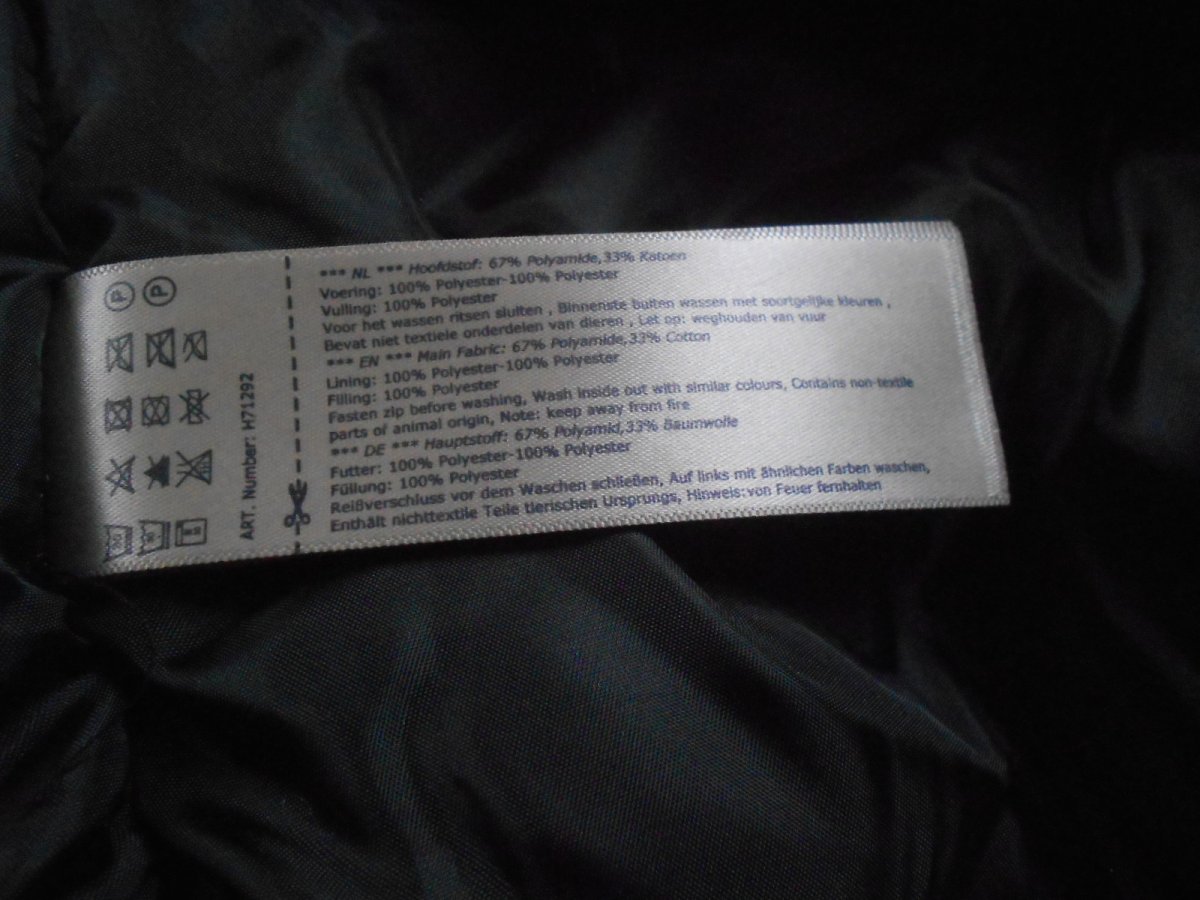 *** NL *** Hoofdstof: 67% Polyamide,33% Katoen
Voering: 100% Polyester-100% Polyester
Vulling: 100% Polyester
Voor het wassen ritsen sluiten , Binnenste buiten wassen met soortgelijke kleuren ,
Bevat niet textiele onderdelen van dieren , Let op: weghouden van vuur
*** EN *** Main Fabric: 67% Polyamide,33% Cotton
Lining: 100% Polyester-100% Polyester
Filling: 100% Polyester
Fasten zip before washing, Wash inside out with similar colours, Contains non-textile
parts of animal origin, Note: keep away from fire
*** DE *** Hauptstoff: 67% Polyamid,33% Baumwolle
Futter: 100% Polyester-100% Polyester
Füllung: 100% Polyester
Reißverschluss vor dem Waschen schließen, Auf links mit ähnlichen Farben waschen,
Enthält nichttextile Teile tierischen Ursprungs, Hinweis:von Feuer fernhalten
ART. Number: H71292
P P